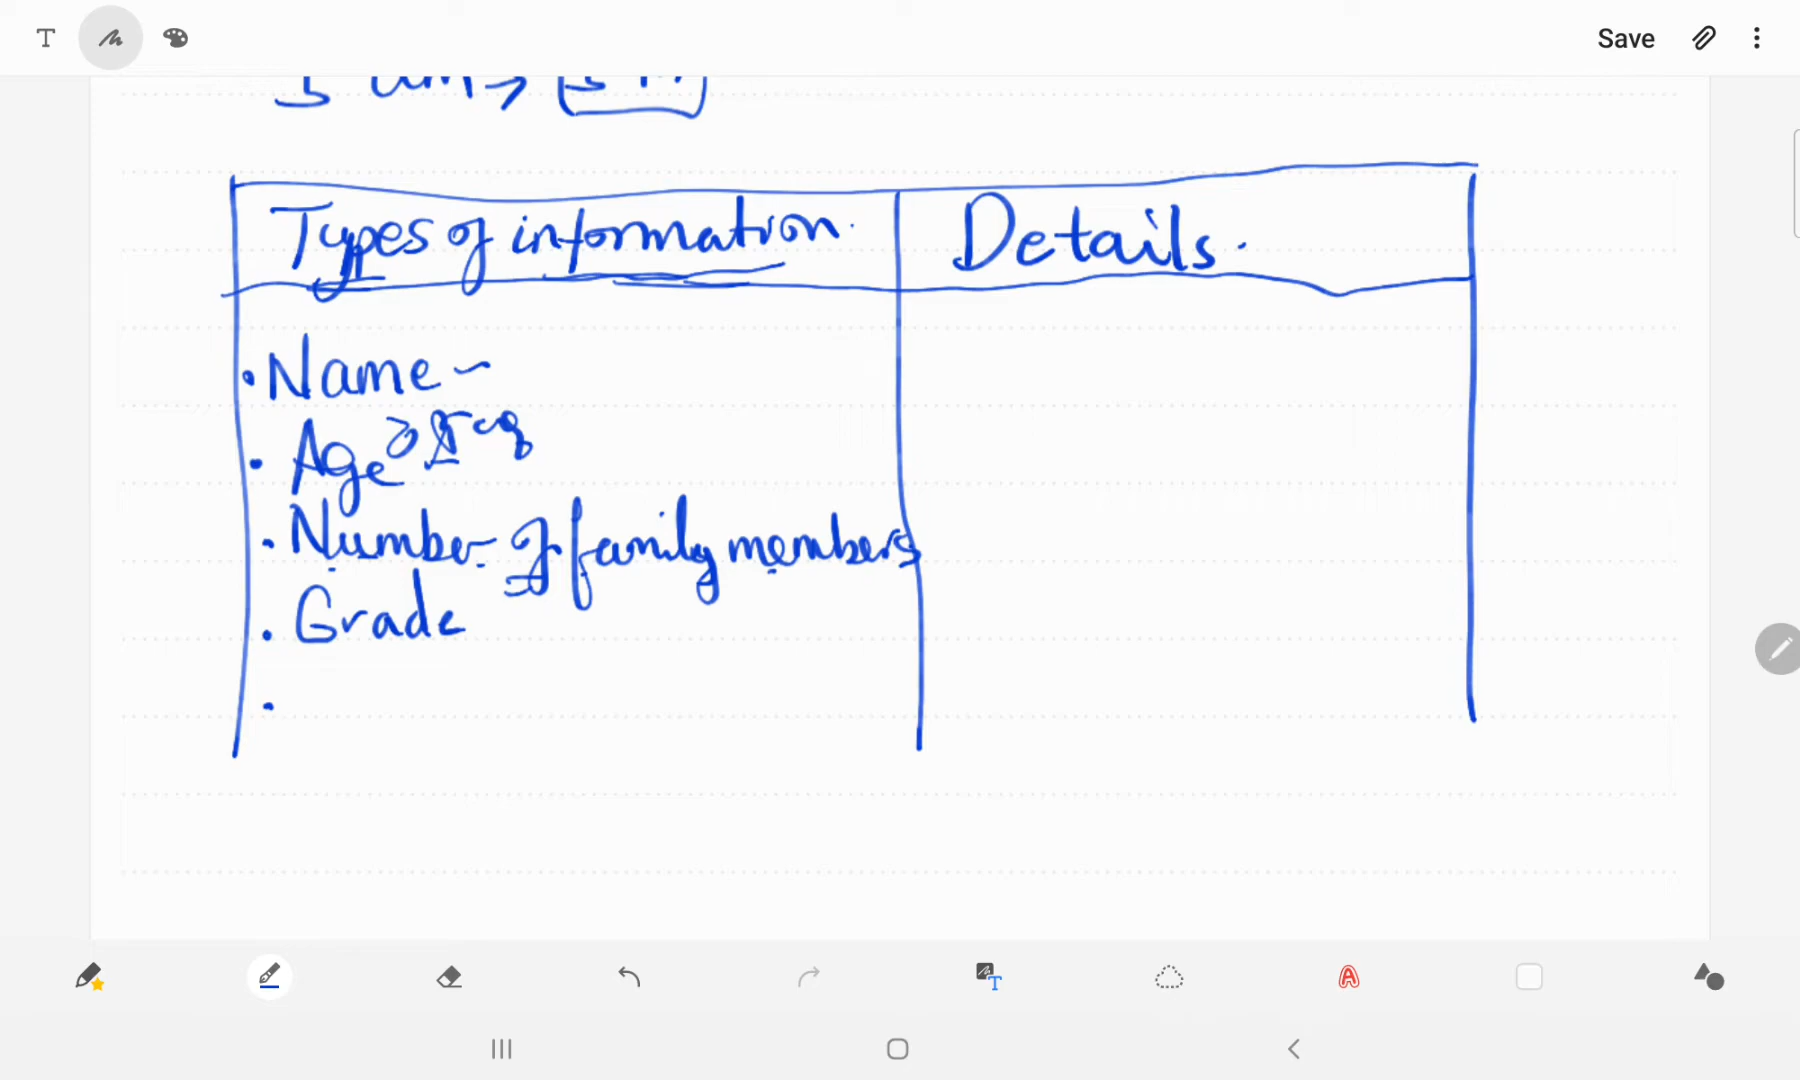 Save
Types of information. Details.
• Name –
• Age
• Number of family members
• Grade
•